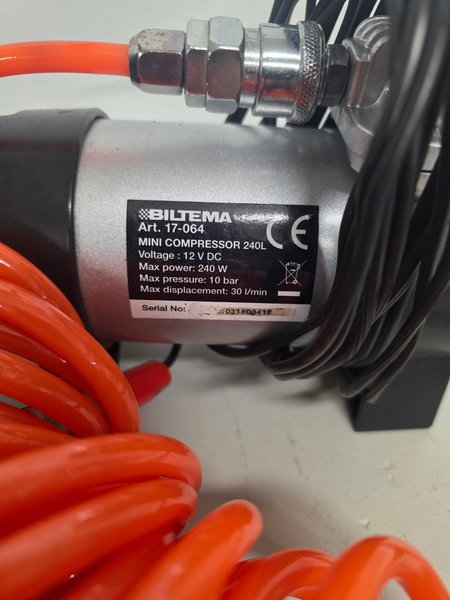 BILTEMA
Art. 17-064
MINI COMPRESSOR 240L
Voltage : 12 V DC
Max power: 240 W
Max pressure: 10 bar
Max displacement: 30 l/min
CE
Serial No: